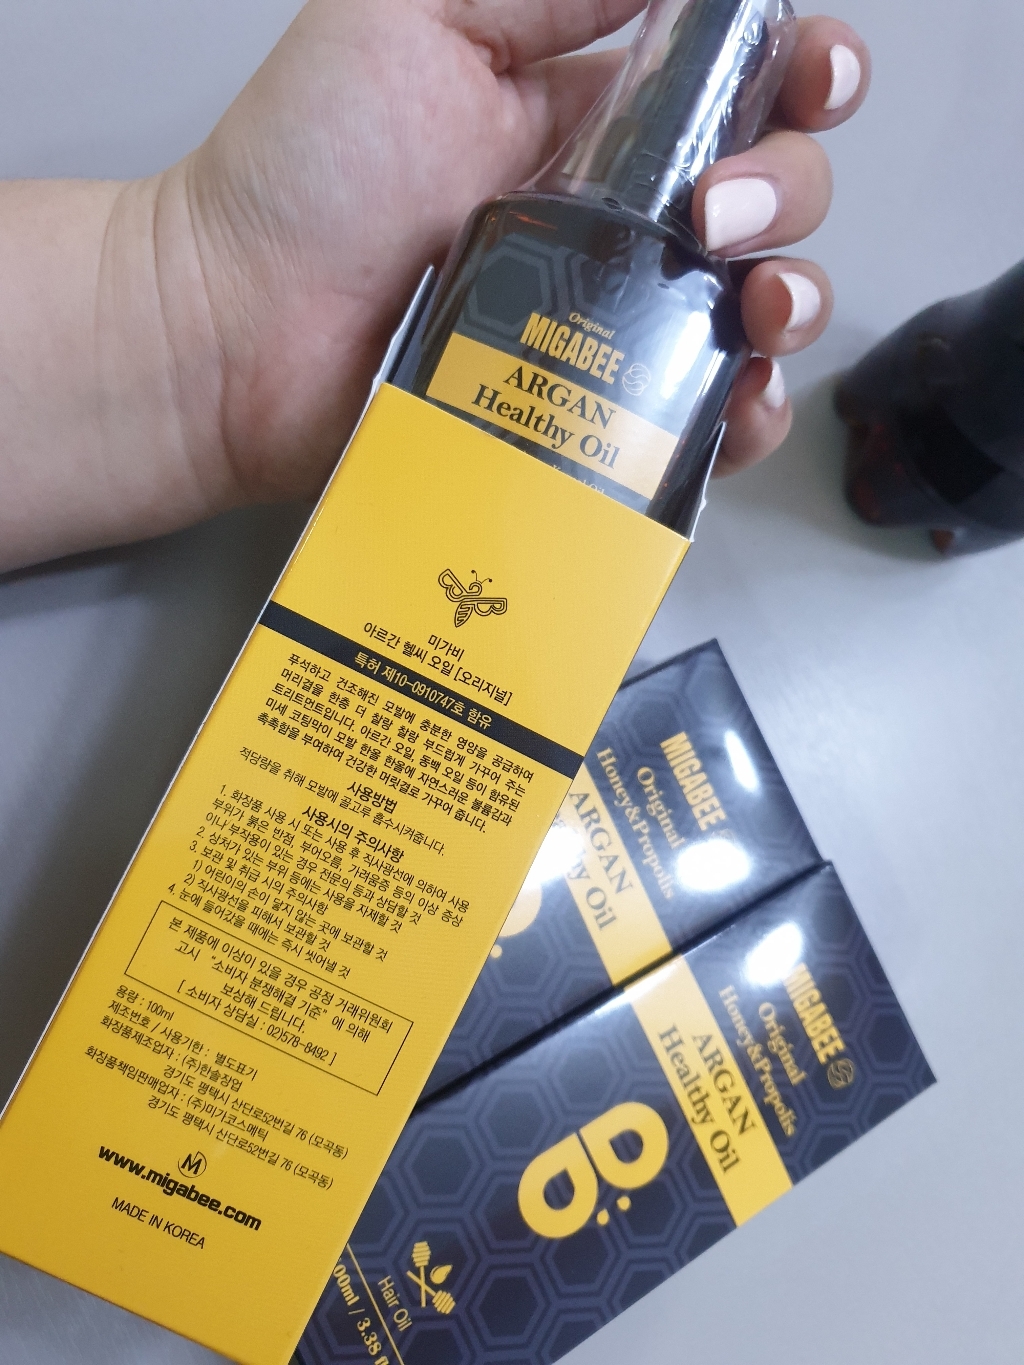 Original
MIGABEE
ARGAN
Healthy Oil
미가비
아르간 헬씨 오일 [오리지널]
특허 제10-0910747호 함유
푸석하고 건조해진 모발에 충분한 영양을 공급하여
머리결을 한층 더 찰랑 찰랑 부드럽게 가꾸어 주는
트리트먼트입니다. 아르간 오일, 동백 오일 등이 함유된
미세 코팅막이 모발 한올 한올에 자연스러운 볼륨감과
촉촉함을 부여하여 건강한 머릿결로 가꾸어 줍니다.
사용방법
적당량을 취해 모발에 골고루 흡수시켜줍니다.
사용시의 주의사항
1. 화장품 사용 시 또는 사용 후 직사광선에 의하여 사용
부위가 붉은 반점, 부어오름, 가려움증 등의 이상 증상
이나 부작용이 있는 경우 전문의 등과 상담할 것
2. 상처가 있는 부위 등에는 사용을 자제할 것
3. 보관 및 취급 시의 주의사항
1) 어린이의 손이 닿지 않는 곳에 보관할 것
2) 직사광선을 피해서 보관할 것
4. 눈에 들어갔을 때에는 즉시 씻어낼 것
본 제품에 이상이 있을 경우 공정 거래위원회
고시 "소비자 분쟁해결 기준" 에 의해
보상해 드립니다.
[ 소비자 상담실 : 02)578-8492 ]
용량 : 100ml
제조번호 / 사용기한 : 별도표기
화장품제조업자 : (주)한솔장업
경기도 평택시 산단로52번길 76 (모곡동)
화장품책임판매업자 : (주)미가코스메틱
경기도 평택시 산단로52번길 76 (모곡동)
M
www.migabee.com
MADE IN KOREA
MIGABEE
Original
Honey&Propolis
ARGAN
Healthy Oil
MIGABEE
Original
Honey&Propolis
ARGAN
Healthy Oil
Hair Oil